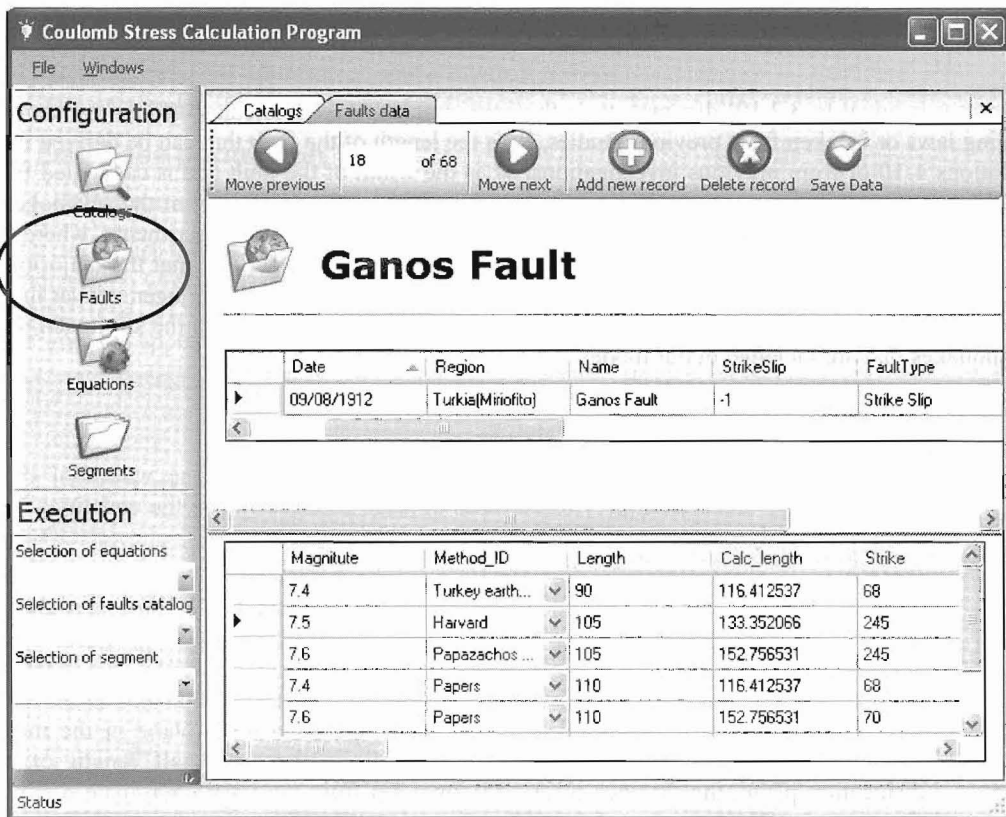 Coulomb Stress Calculation Program
File Windows
Configuration
Catalogs
Faults
Equations
Segments
Execution
Selection of equations
Selection of faults catalog
Selection of segment
Catalogs Faults data
Move previous 18 of 68 Move next Add new record Delete record Save Data
Ganos Fault
Date Region Name StrikeSlip FaultType
09/08/1912 Turkia(Miriofito) Ganos Fault -1 Strike Slip
Magnitute Method_ID Length Calc_length Strike
7.4 Turkey earth... 90 116.412537 68
7.5 Harvard 105 133.352066 245
7.6 Papazachos ... 105 152.756531 245
7.4 Papers 110 116.412537 68
7.6 Papers 110 152.756531 70
Status